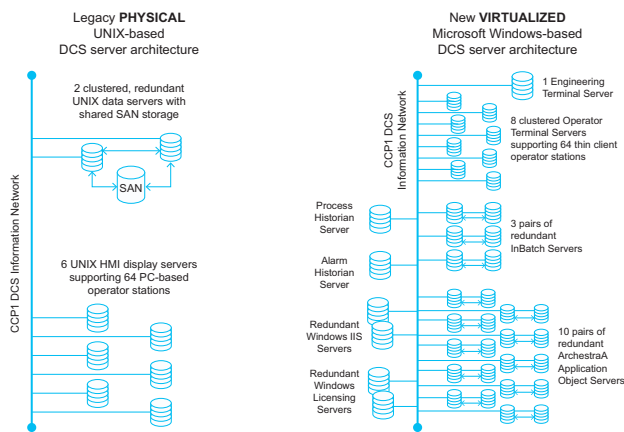 Legacy PHYSICAL
UNIX-based
DCS server architecture
2 clustered, redundant
UNIX data servers with
shared SAN storage
SAN
CCP1 DCS Information Network
6 UNIX HMI display servers
supporting 64 PC-based
operator stations
New VIRTUALIZED
Microsoft Windows-based
DCS server architecture
1 Engineering
Terminal Server
CCP1 DCS
Information Network
8 clustered Operator
Terminal Servers
supporting 64 thin client
operator stations
Process
Historian
Server
3 pairs of
redundant
InBatch Servers
Alarm
Historian
Server
Redundant
Windows IIS
Servers
10 pairs of
redundant
ArchestraA
Application
Object Servers
Redundant
Windows
Licensing
Servers